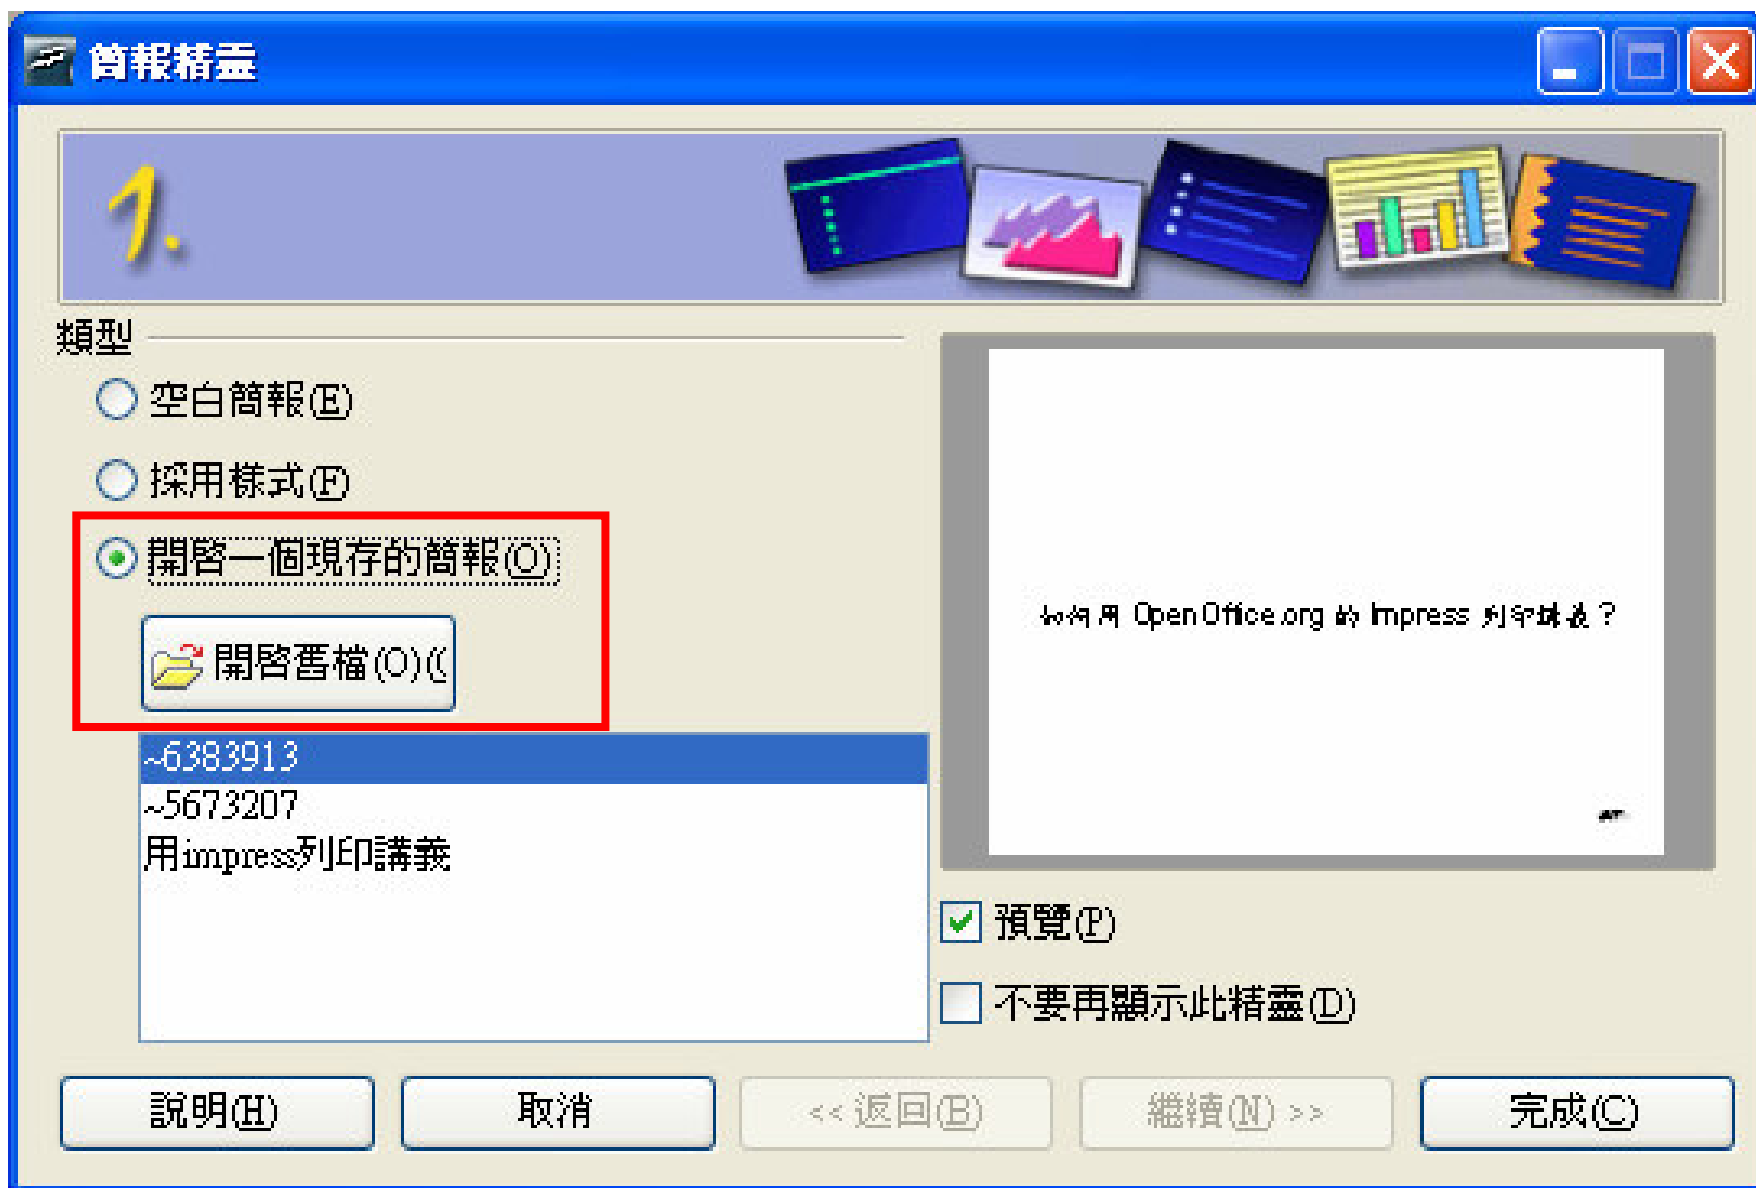 簡報精靈
1.
類型
空白簡報(E)
採用樣式(F)
開啓一個現存的簡報(O)
開啓舊檔(O)(
~6383913
~5673207
用impress列印講義
如何用 OpenOffice.org 的 Impress 列印講義？
預覽(P)
不要再顯示此精靈(D)
說明(H)
取消
<< 返回(B)
繼續(N) >>
完成(C)